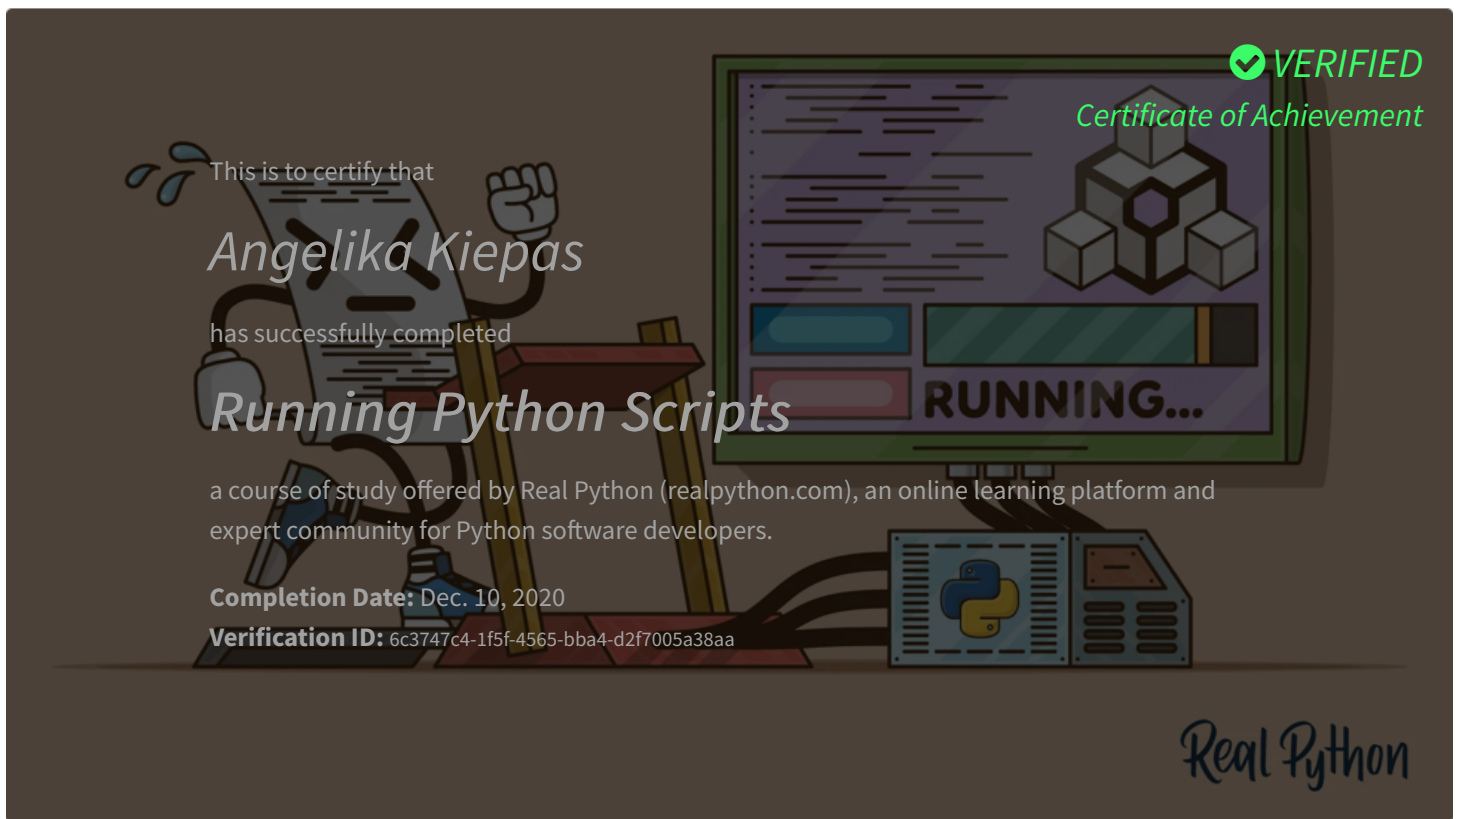 VERIFIED
Certificate of Achievement
This is to certify that
Angelika Kiepas
has successfully completed
Running Python Scripts
RUNNING...
a course of study offered by Real Python (realpython.com), an online learning platform and
expert community for Python software developers.
Completion Date: Dec. 10, 2020
Verification ID: 6c3747c4-1f5f-4565-bba4-d2f7005a38aa
Real Python